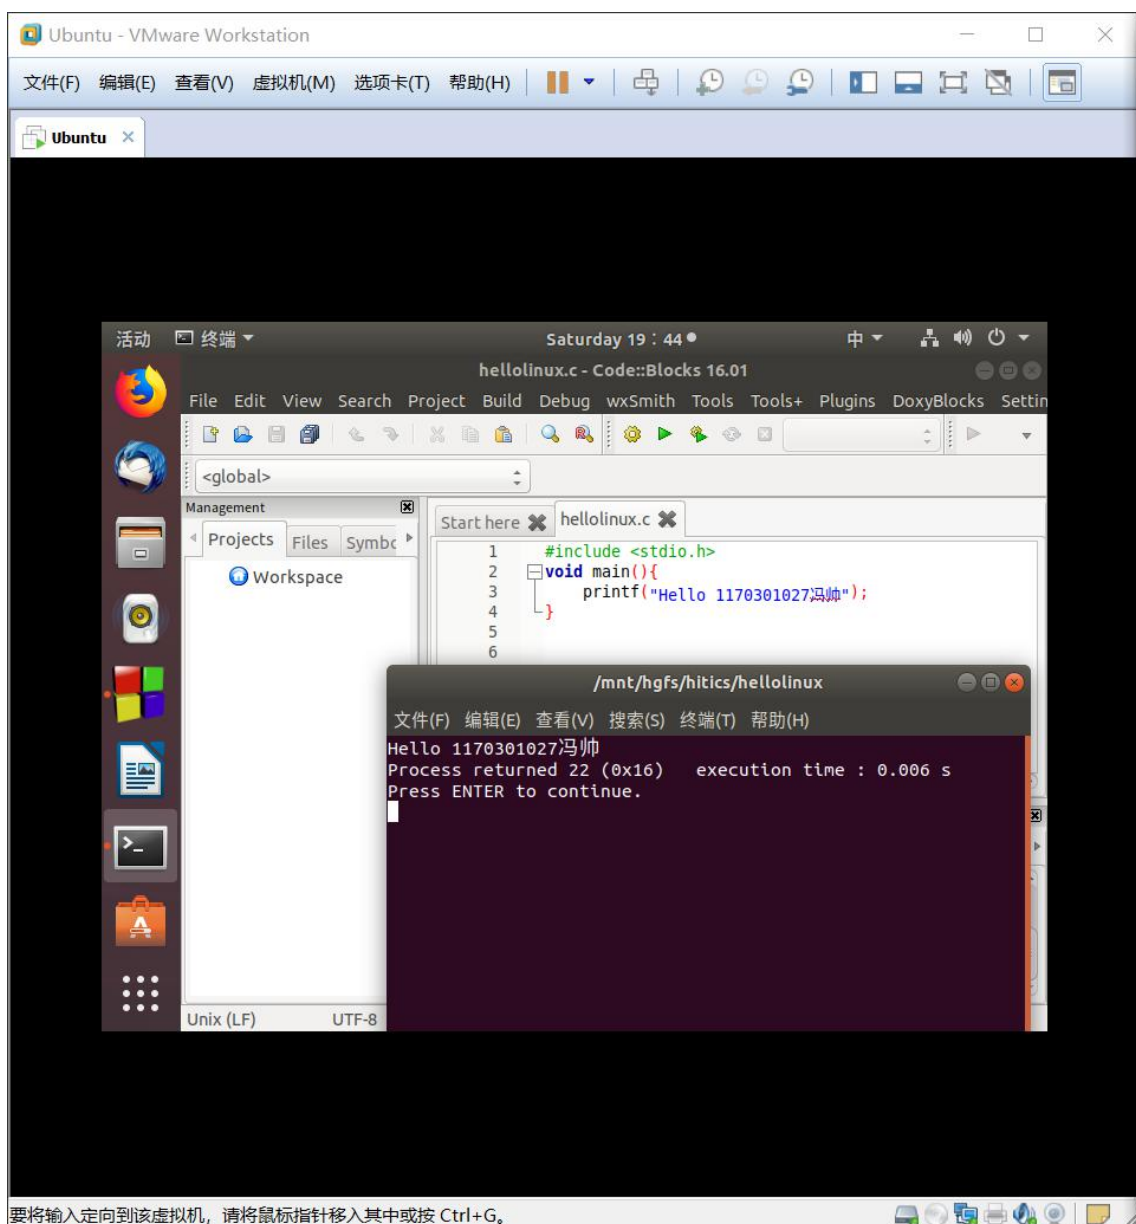 Ubuntu - VMware Workstation
文件(F) 编辑(E) 查看(V) 虚拟机(M) 选项卡(T) 帮助(H)
Ubuntu
活动 终端 Saturday 19：44 中
hellolinux.c - Code::Blocks 16.01
File Edit View Search Project Build Debug wxSmith Tools Tools+ Plugins DoxyBlocks Settin
<global>
Management
Projects Files Symbc
Workspace
Start here hellolinux.c
1 #include <stdio.h>
2 void main(){
3 printf("Hello 1170301027冯帅");
4 }
5
6
/mnt/hgfs/hitics/hellolinux
文件(F) 编辑(E) 查看(V) 搜索(S) 终端(T) 帮助(H)
Hello 1170301027冯帅
Process returned 22 (0x16) execution time : 0.006 s
Press ENTER to continue.
Unix (LF) UTF-8
要将输入定向到该虚拟机，请将鼠标指针移入其中或按 Ctrl+G。